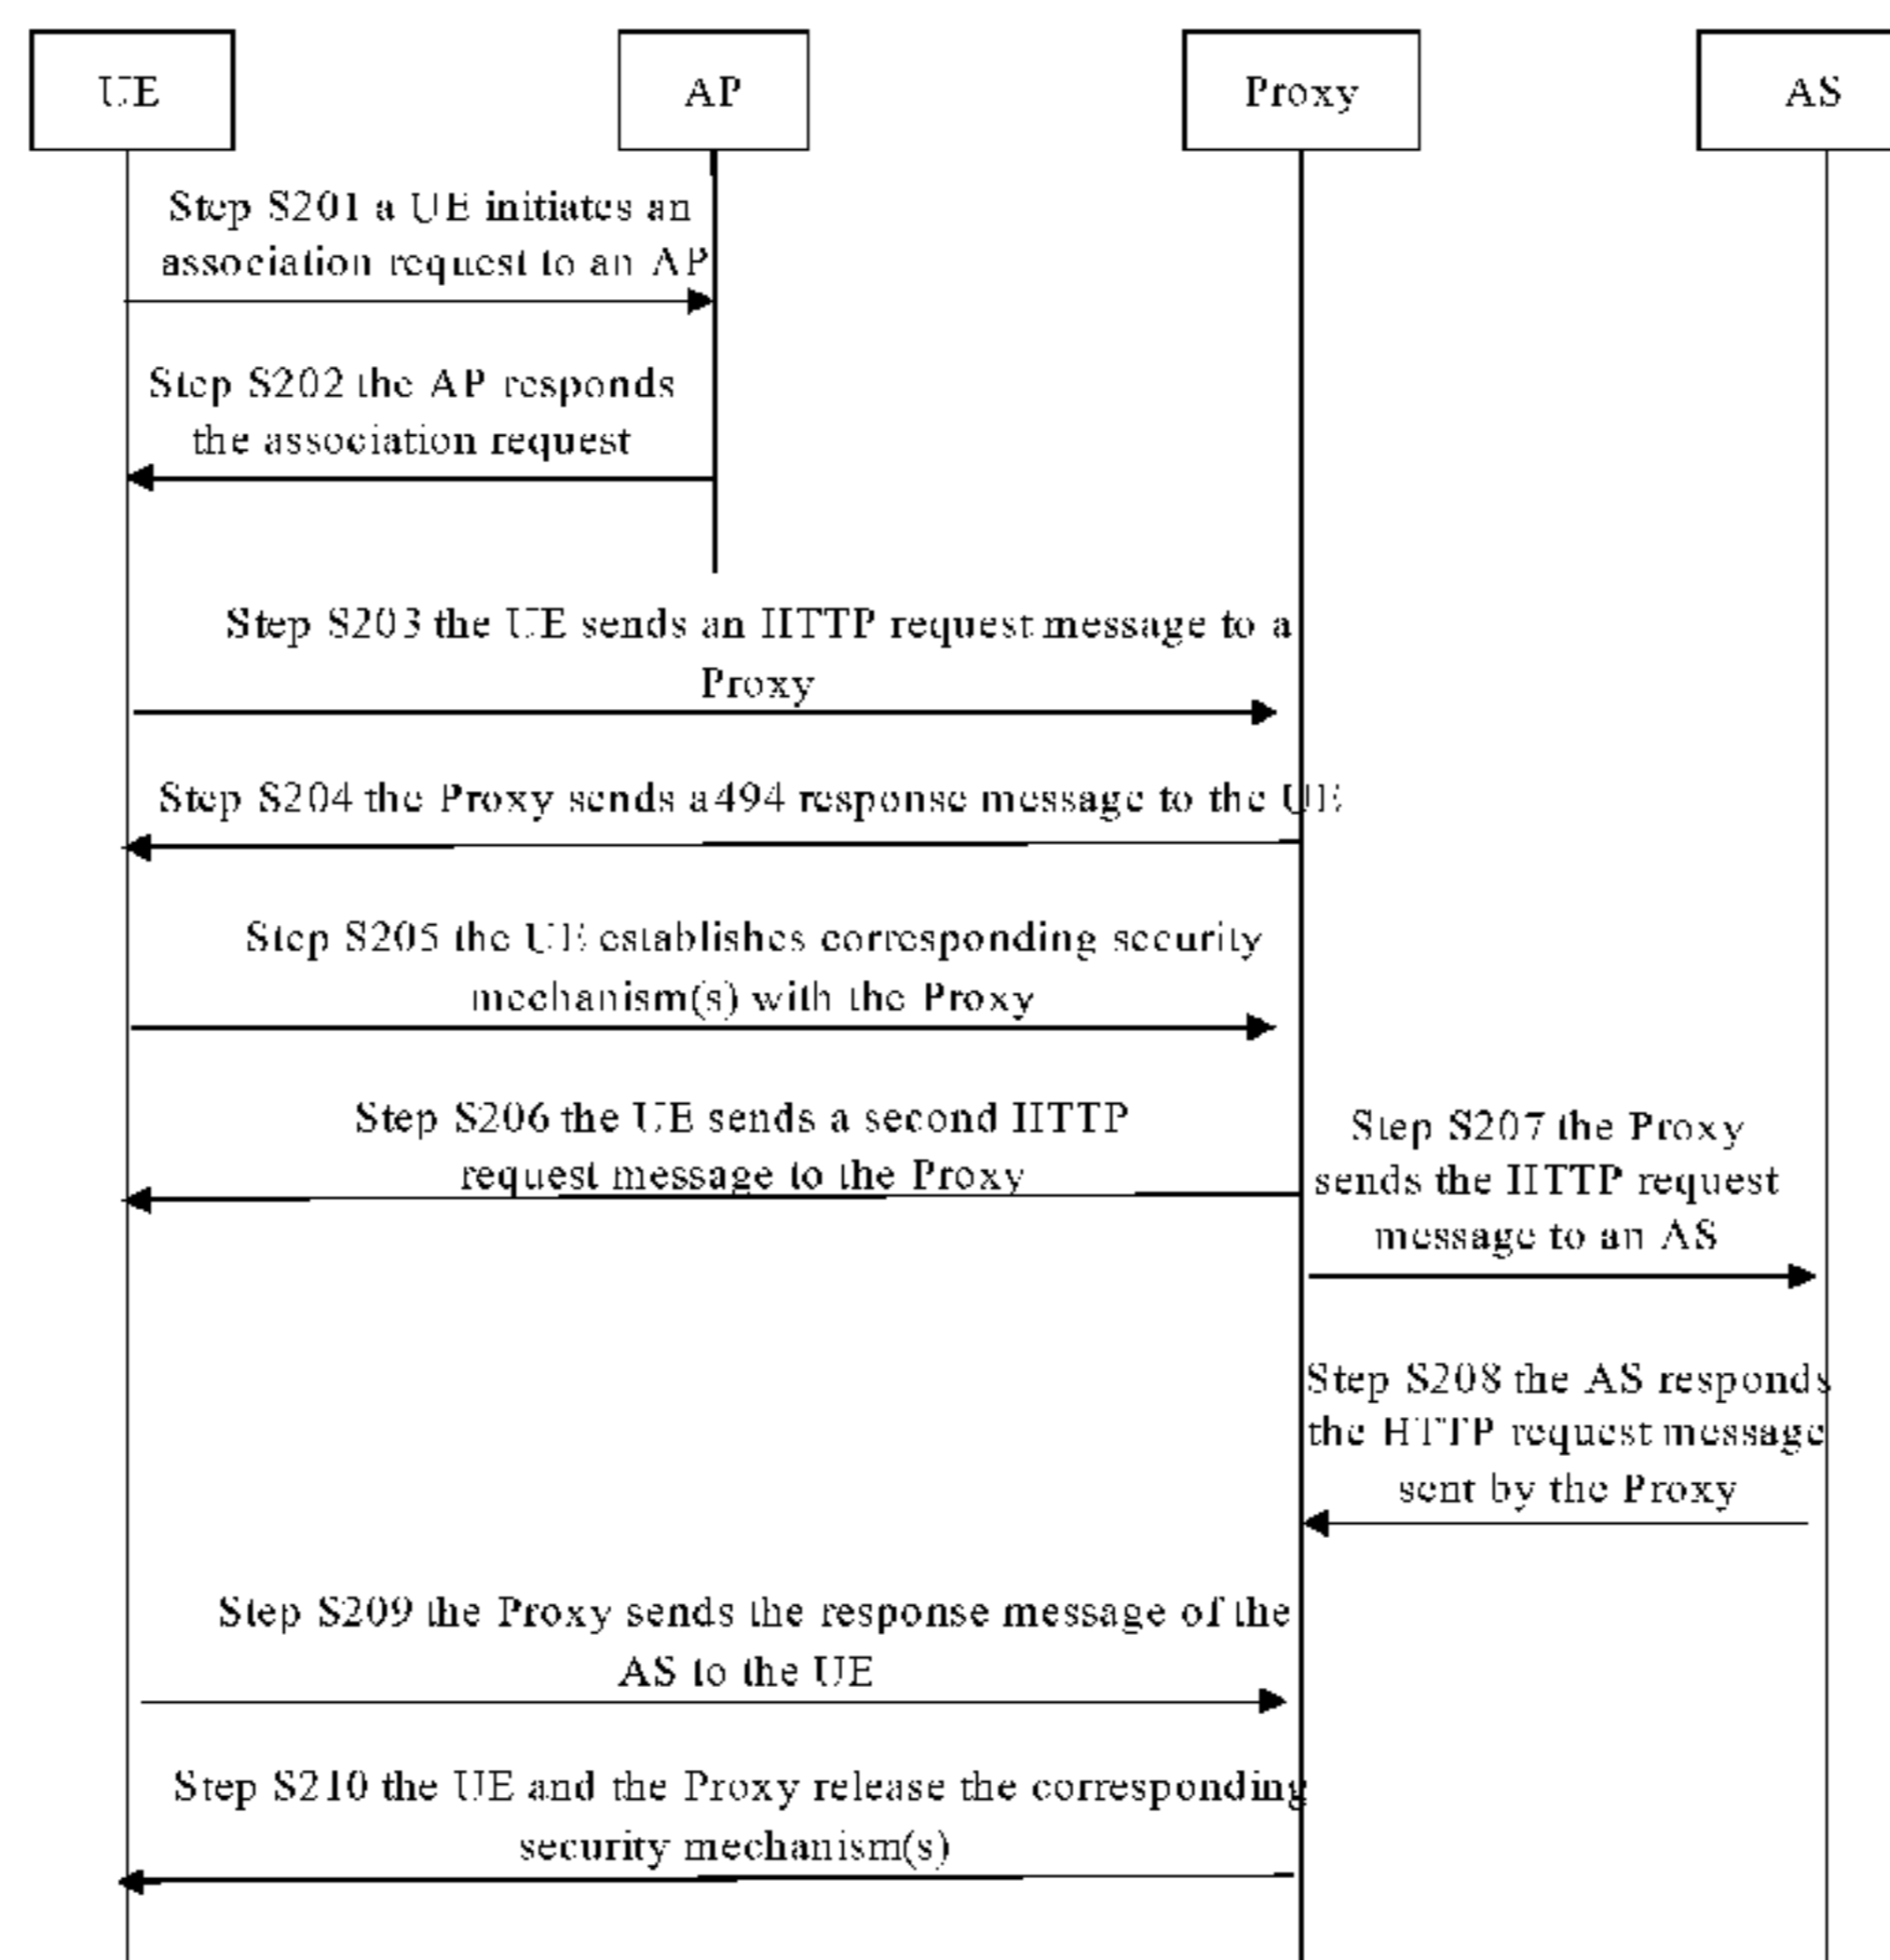 UE
AP
Proxy
AS
Step S201 a UE initiates an
association request to an AP
Step S202 the AP responds
the association request
Step S203 the UE sends an HTTP request message to a
Proxy
Step S204 the Proxy sends a 494 response message to the UE
Step S205 the UE establishes corresponding security
mechanism(s) with the Proxy
Step S206 the UE sends a second HTTP
request message to the Proxy
Step S207 the Proxy
sends the HTTP request
message to an AS
Step S208 the AS responds
the HTTP request message
sent by the Proxy
Step S209 the Proxy sends the response message of the
AS to the UE
Step S210 the UE and the Proxy release the corresponding
security mechanism(s)